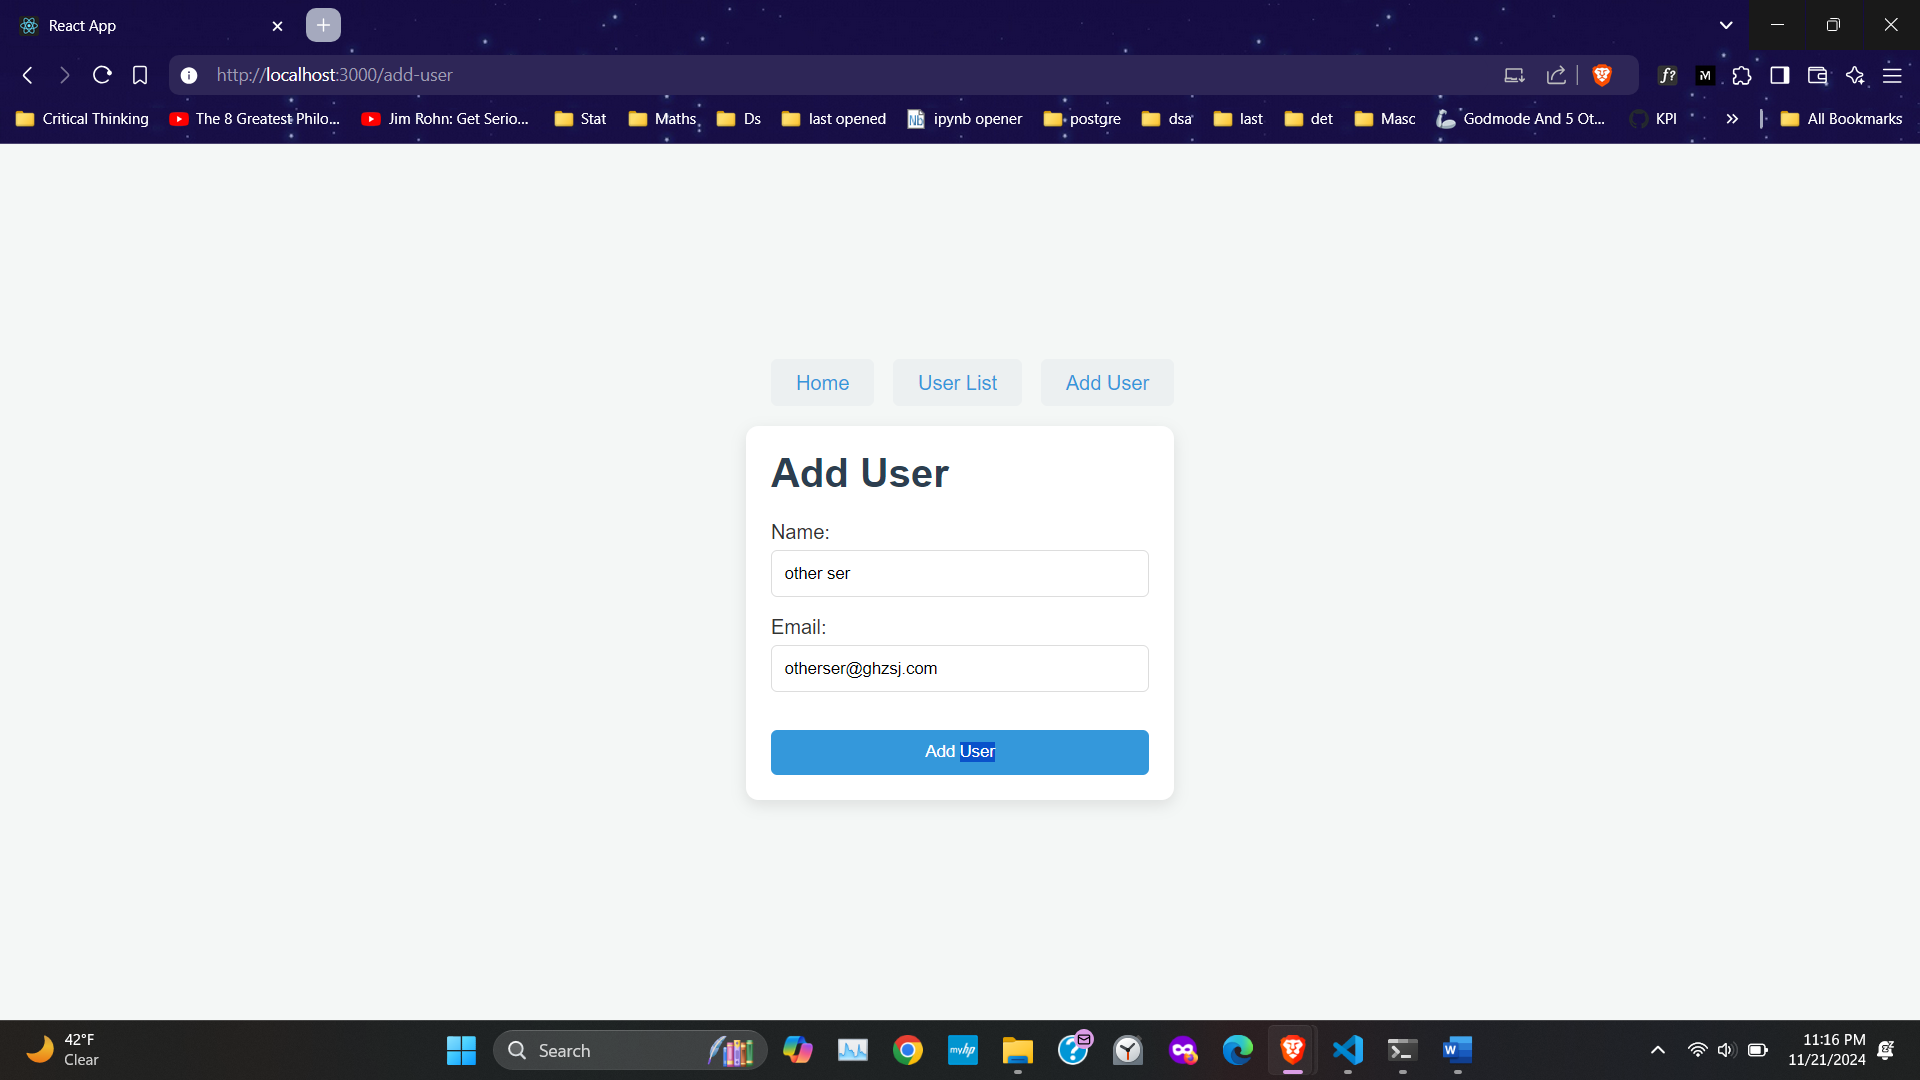 React App
http://localhost:3000/add-user
Critical Thinking
The 8 Greatest Philo...
Jim Rohn: Get Serio...
Stat
Maths
Ds
last opened
ipynb opener
postgre
dsa
last
det
Masc
Godmode And 5 Ot...
KPI
All Bookmarks
Home
User List
Add User
Add User
Name:
other ser
Email:
otherser@ghzsj.com
Add User
42°F
Clear
Search
myhp
11:16 PM
11/21/2024